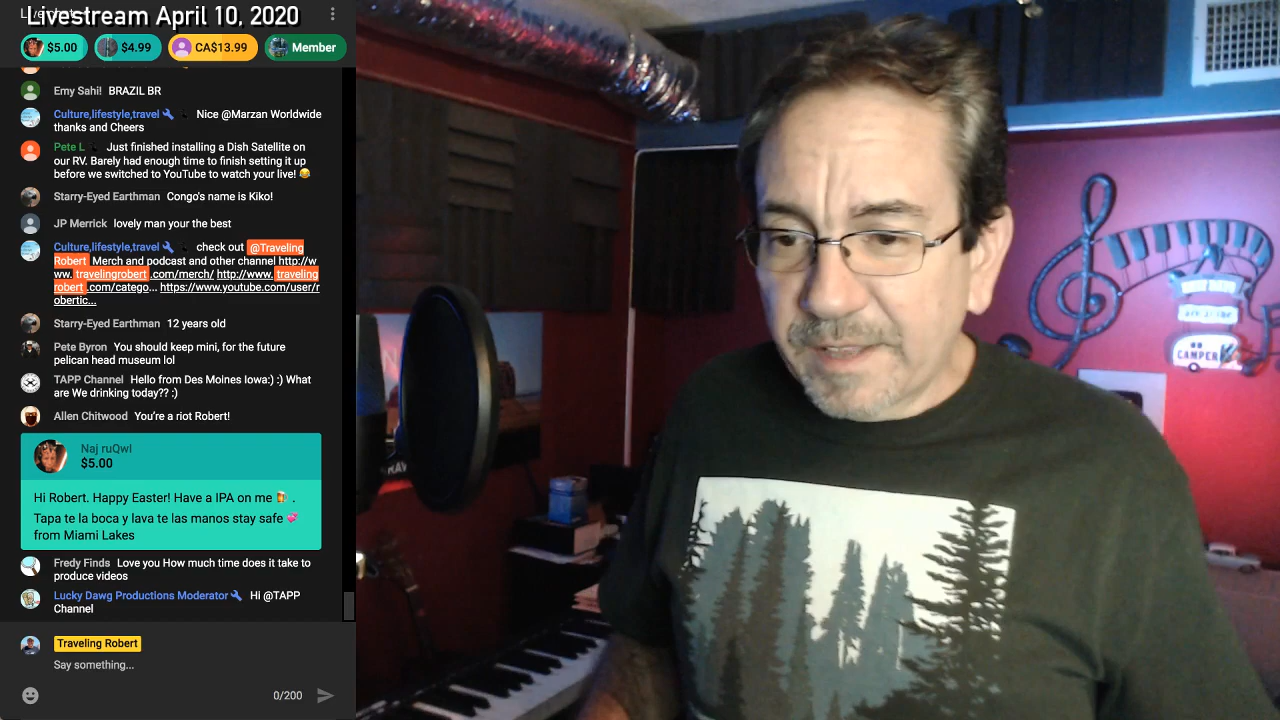 Livestream April 10, 2020
$5.00
$4.99
CA$13.99
Member
Emy Sahi! BRAZIL BR
Culture,lifestyle,travel Nice @Marzan Worldwide
thanks and Cheers
Pete L Just finished installing a Dish Satellite on
our RV. Barely had enough time to finish setting it up
before we switched to YouTube to watch your live! 😂
Starry-Eyed Earthman Congo's name is Kiko!
JP Merrick lovely man your the best
Culture,lifestyle,travel check out @Traveling
Robert Merch and podcast and other channel http://w
ww. travelingrobert .com/merch/ http://www. traveling
robert .com/catego... https://www.youtube.com/user/r
obertic...
Starry-Eyed Earthman 12 years old
Pete Byron You should keep mini, for the future
pelican head museum lol
TAPP Channel Hello from Des Moines Iowa:) :) What
are We drinking today?? :)
Allen Chitwood You're a riot Robert!
Naj ruQwI
$5.00
Hi Robert. Happy Easter! Have a IPA on me 🍺 .
Tapa te la boca y lava te las manos stay safe 💞
from Miami Lakes
Fredy Finds Love you How much time does it take to
produce videos
Lucky Dawg Productions Moderator Hi @TAPP
Channel
Traveling Robert
Say something...
0/200
CAMPER